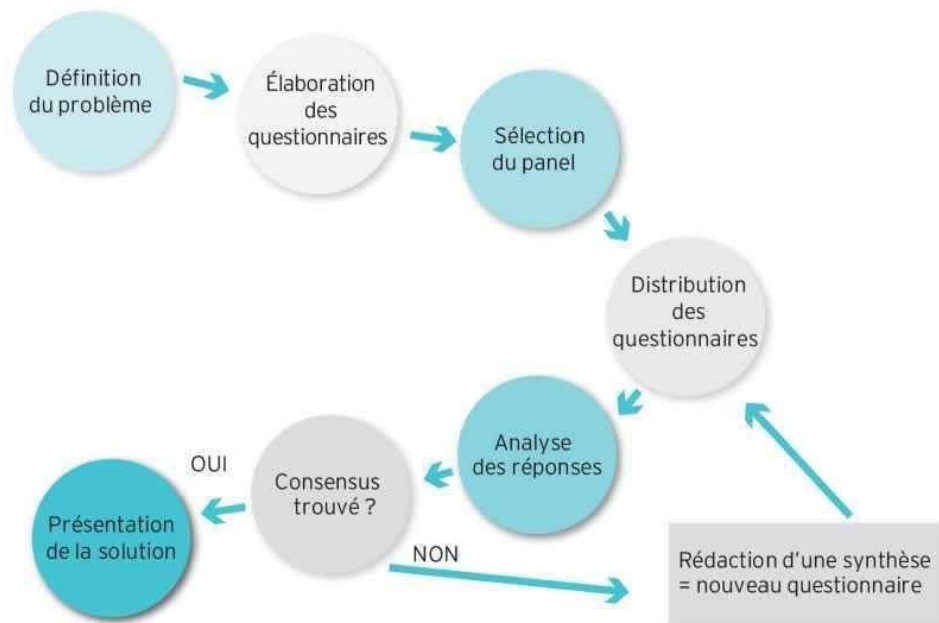 Définition
du problème
Élaboration
des
questionnaires
Sélection
du panel
Distribution
des
questionnaires
Analyse
des réponses
Consensus
trouvé ?
OUI
Présentation
de la solution
NON
Rédaction d'une synthèse
= nouveau questionnaire